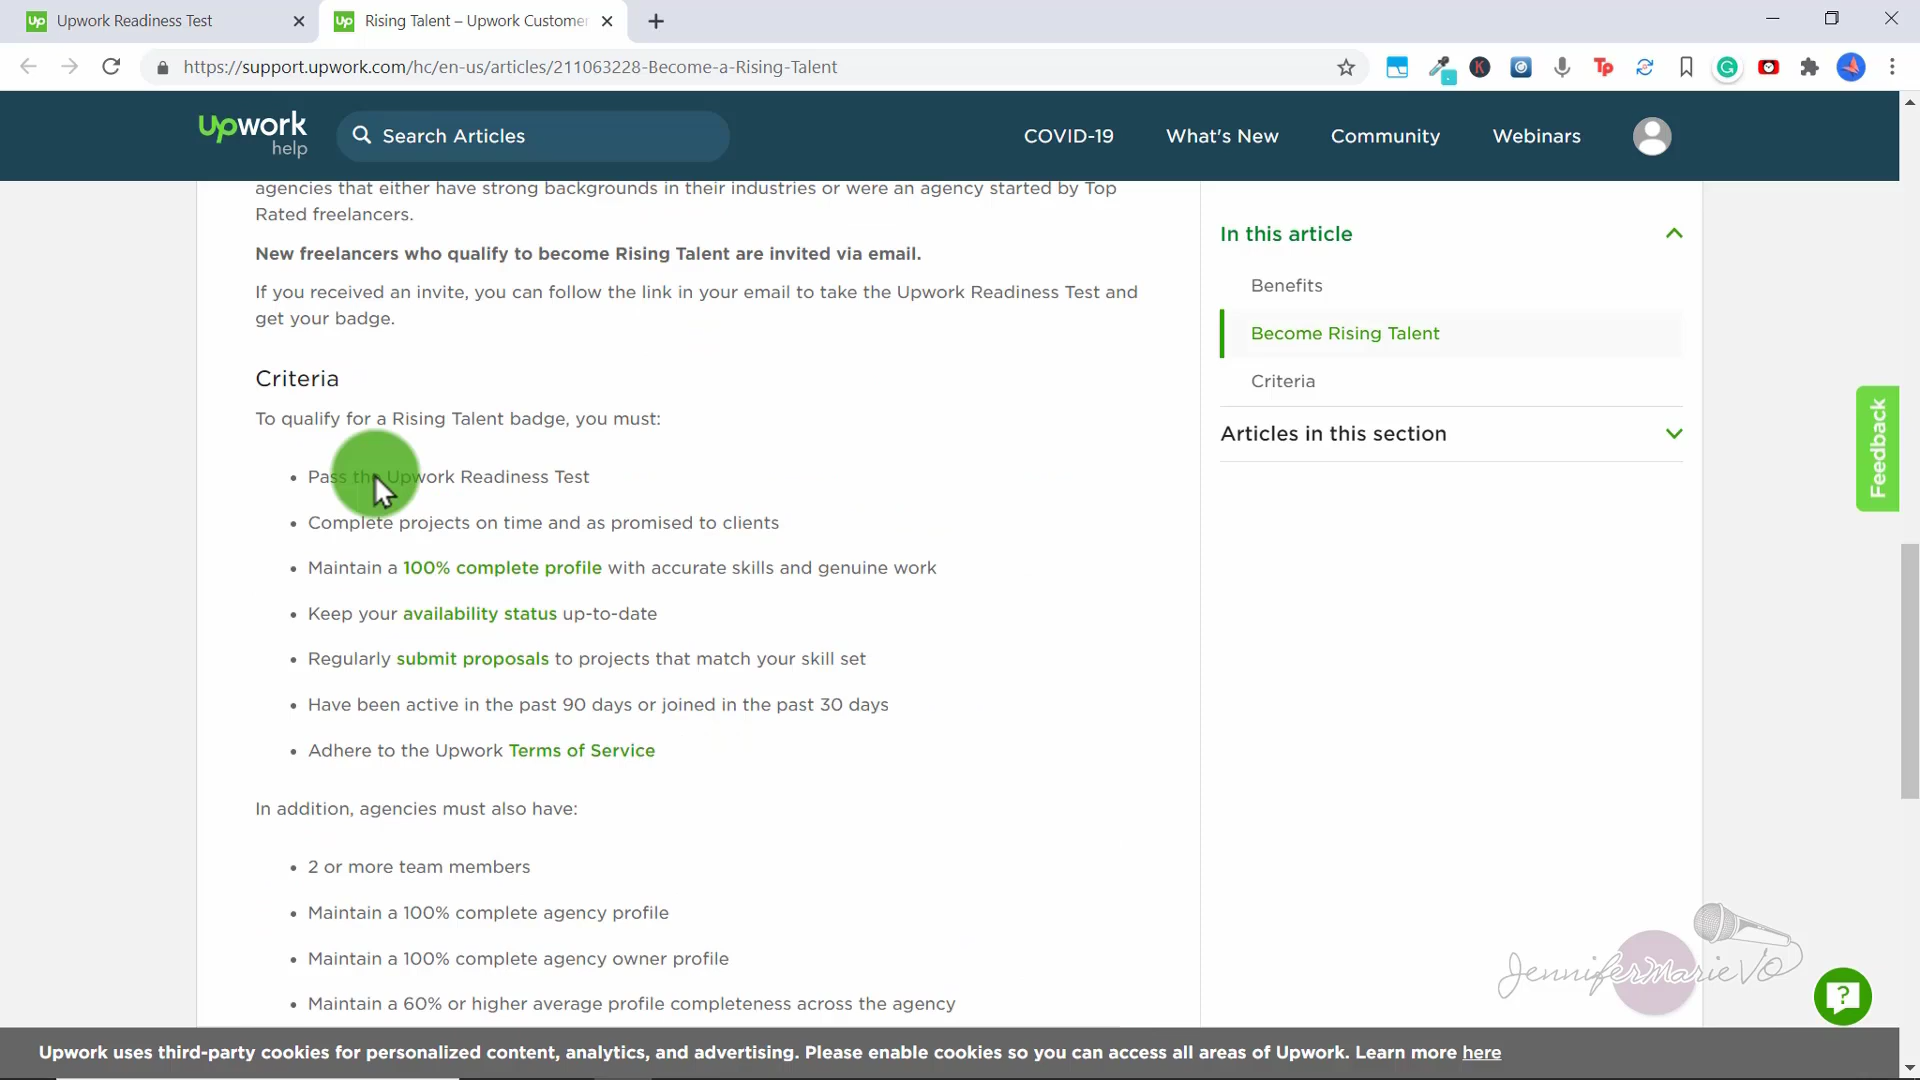 Upwork Readiness Test
Rising Talent – Upwork Customer
https://support.upwork.com/hc/en-us/articles/211063228-Become-a-Rising-Talent
Upwork help
Search Articles
COVID-19
What's New
Community
Webinars
agencies that either have strong backgrounds in their industries or were an agency started by Top
Rated freelancers.
New freelancers who qualify to become Rising Talent are invited via email.
If you received an invite, you can follow the link in your email to take the Upwork Readiness Test and
get your badge.
Criteria
To qualify for a Rising Talent badge, you must:
• Pass the Upwork Readiness Test
• Complete projects on time and as promised to clients
• Maintain a 100% complete profile with accurate skills and genuine work
• Keep your availability status up-to-date
• Regularly submit proposals to projects that match your skill set
• Have been active in the past 90 days or joined in the past 30 days
• Adhere to the Upwork Terms of Service
In addition, agencies must also have:
• 2 or more team members
• Maintain a 100% complete agency profile
• Maintain a 100% complete agency owner profile
• Maintain a 60% or higher average profile completeness across the agency
In this article
Benefits
Become Rising Talent
Criteria
Articles in this section
Feedback
JenniferMarieVO
Upwork uses third-party cookies for personalized content, analytics, and advertising. Please enable cookies so you can access all areas of Upwork. Learn more here